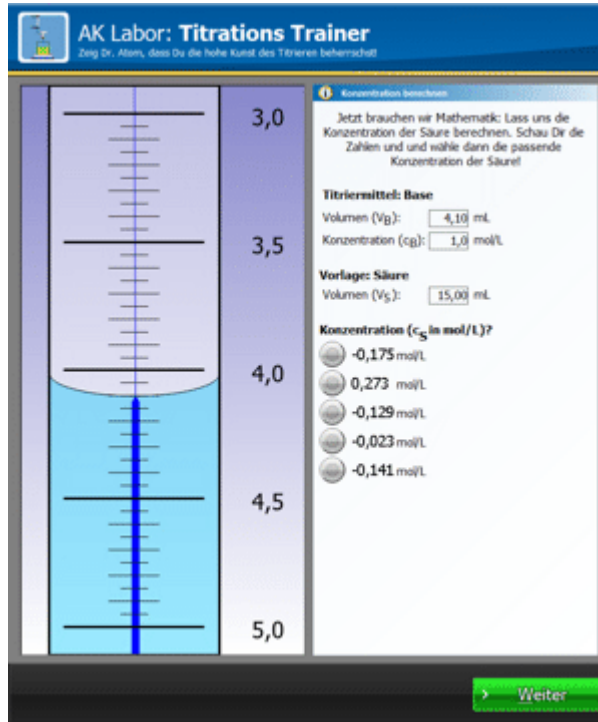 AK Labor: Titrations Trainer
Zeig Dr. Atom, dass Du die hohe Kunst des Titrieren beherrschst!
3,0
3,5
4,0
4,5
5,0
Konzentration berechnen
Jetzt brauchen wir Mathematik: Lass uns die
Konzentration der Säure berechnen. Schau Dir die
Zahlen und und wähle dann die passende
Konzentration der Säure!
Titriermittel: Base
Volumen (VB): 4,10 mL
Konzentration (cB): 1,0 mol/L
Vorlage: Säure
Volumen (VS): 15,00 mL
Konzentration (cS in mol/L)?
-0,175 mol/L
0,273 mol/L
-0,129 mol/L
-0,023 mol/L
-0,141 mol/L
Weiter